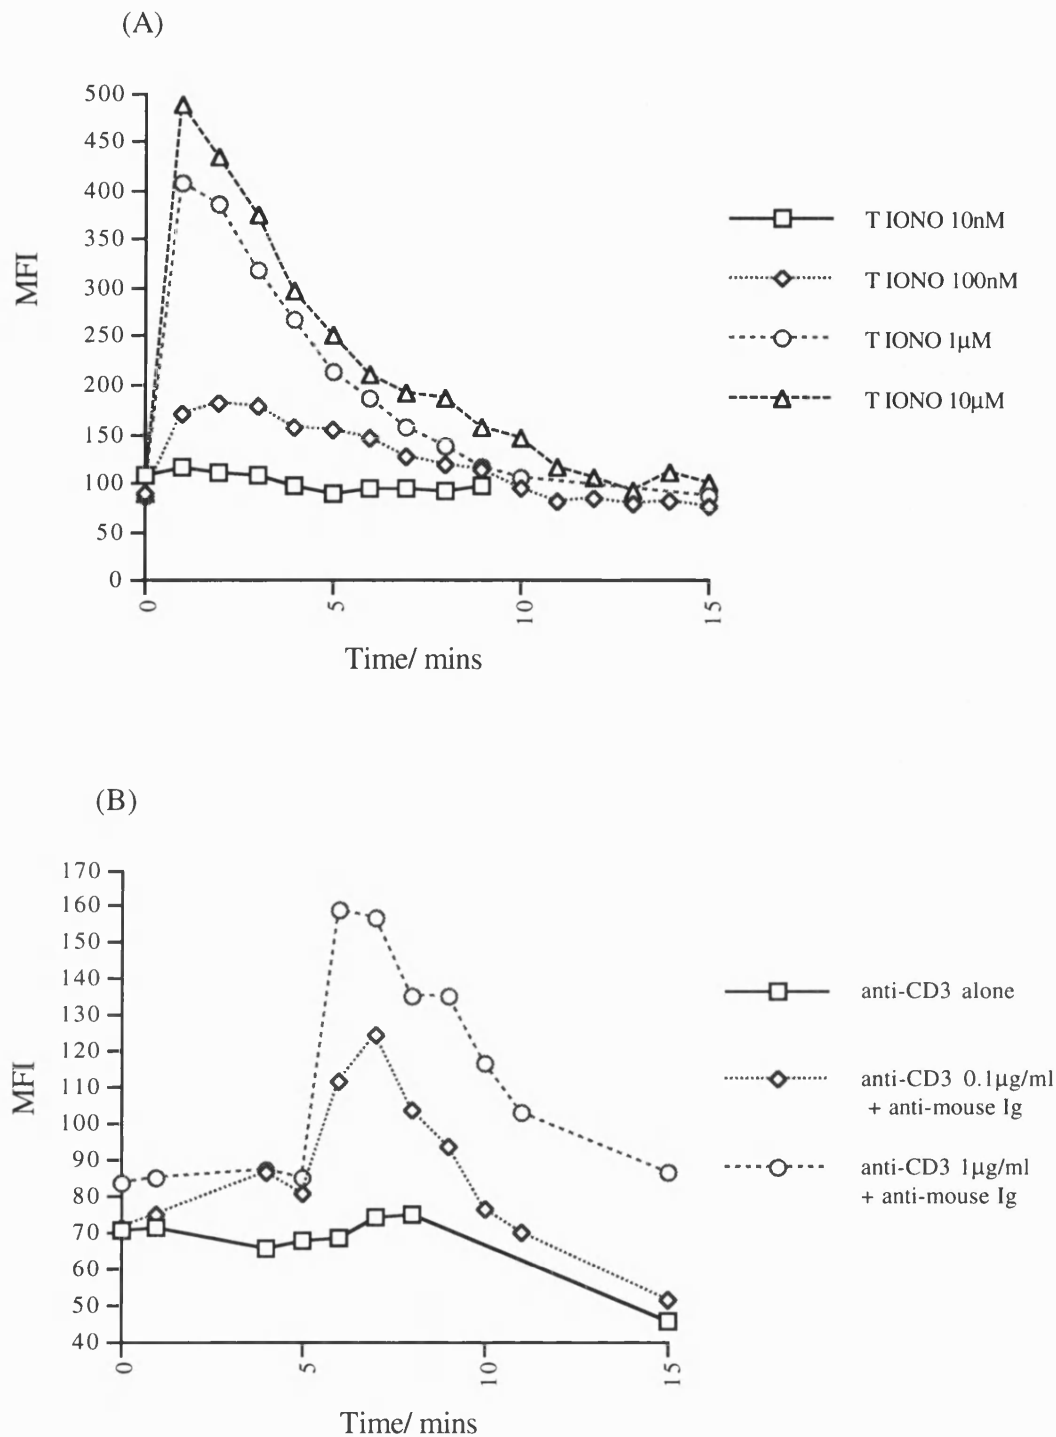 (A)
500
450
400
350
300
250
200
150
100
50
0
MFI
0
5
10
15
Time/ mins
T IONO 10nM
T IONO 100nM
T IONO 1µM
T IONO 10µM
(B)
170
160
150
140
130
120
110
100
90
80
70
60
50
40
MFI
0
5
10
15
Time/ mins
anti-CD3 alone
anti-CD3 0.1µg/ml
+ anti-mouse Ig
anti-CD3 1µg/ml
+ anti-mouse Ig